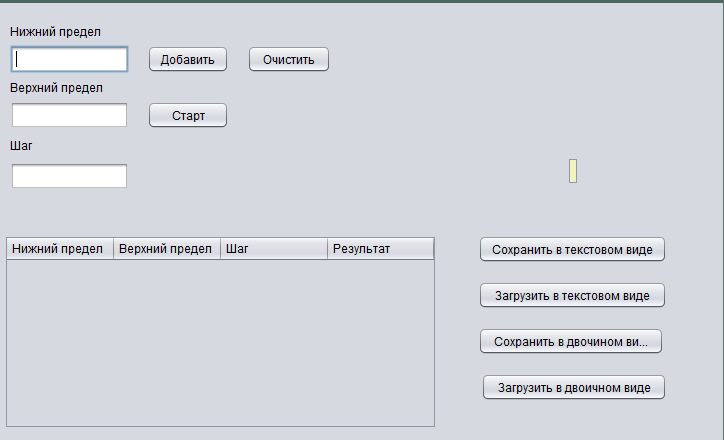 Нижний предел
Добавить
Очистить
Верхний предел
Старт
Шаг
Нижний предел Верхний предел Шаг Результат
Сохранить в текстовом виде
Загрузить в текстовом виде
Сохранить в двочином ви...
Загрузить в двоичном виде